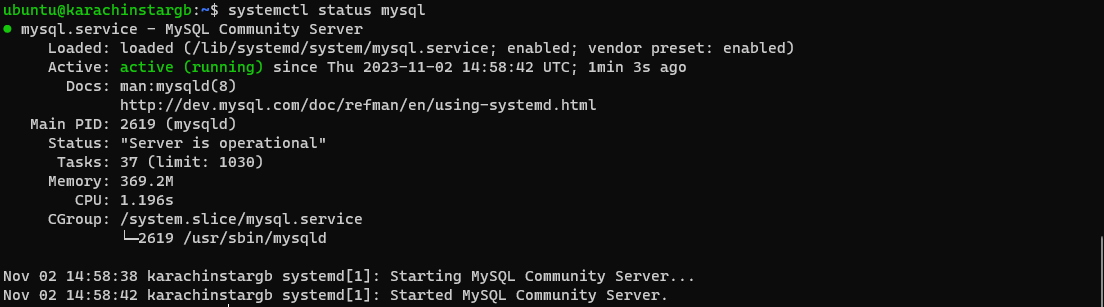 ubuntu@karachinstargb:~$ systemctl status mysql
● mysql.service - MySQL Community Server
Loaded: loaded (/lib/systemd/system/mysql.service; enabled; vendor preset: enabled)
Active: active (running) since Thu 2023-11-02 14:58:42 UTC; 1min 3s ago
Docs: man:mysqld(8)
http://dev.mysql.com/doc/refman/en/using-systemd.html
Main PID: 2619 (mysqld)
Status: "Server is operational"
Tasks: 37 (limit: 1030)
Memory: 369.2M
CPU: 1.196s
CGroup: /system.slice/mysql.service
└─2619 /usr/sbin/mysqld
Nov 02 14:58:38 karachinstargb systemd[1]: Starting MySQL Community Server...
Nov 02 14:58:42 karachinstargb systemd[1]: Started MySQL Community Server.